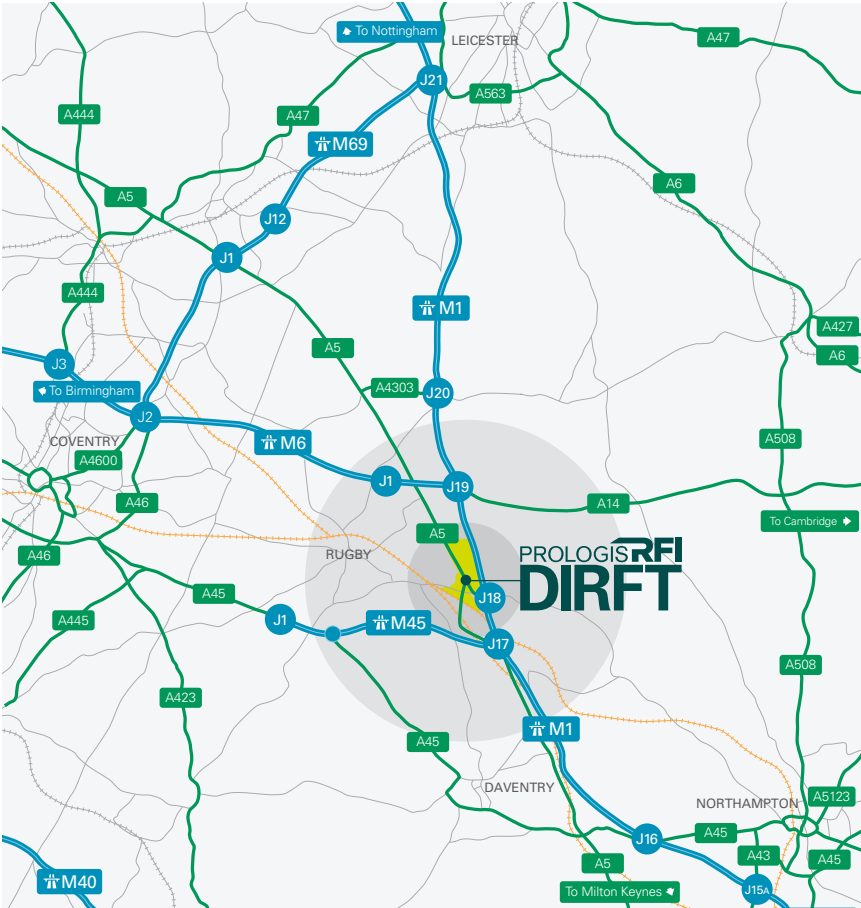 To Nottingham
LEICESTER
A47
J21
A444
A563
A47
M69
A6
A5
J12
J1
A444
M1
A427
A5
A6
J3
To Birmingham
A4303
J20
J2
A508
COVENTRY
M6
A4600
J1
J19
A46
A14
To Cambridge
A5
A46
RUGBY
PROLOGIS RFI
DIRFT
A45
J18
A445
J1
M45
J17
A508
A423
M1
A45
DAVENTRY
A5123
NORTHAMPTON
A45
J16
A43
A45
A5
M40
To Milton Keynes
J15A